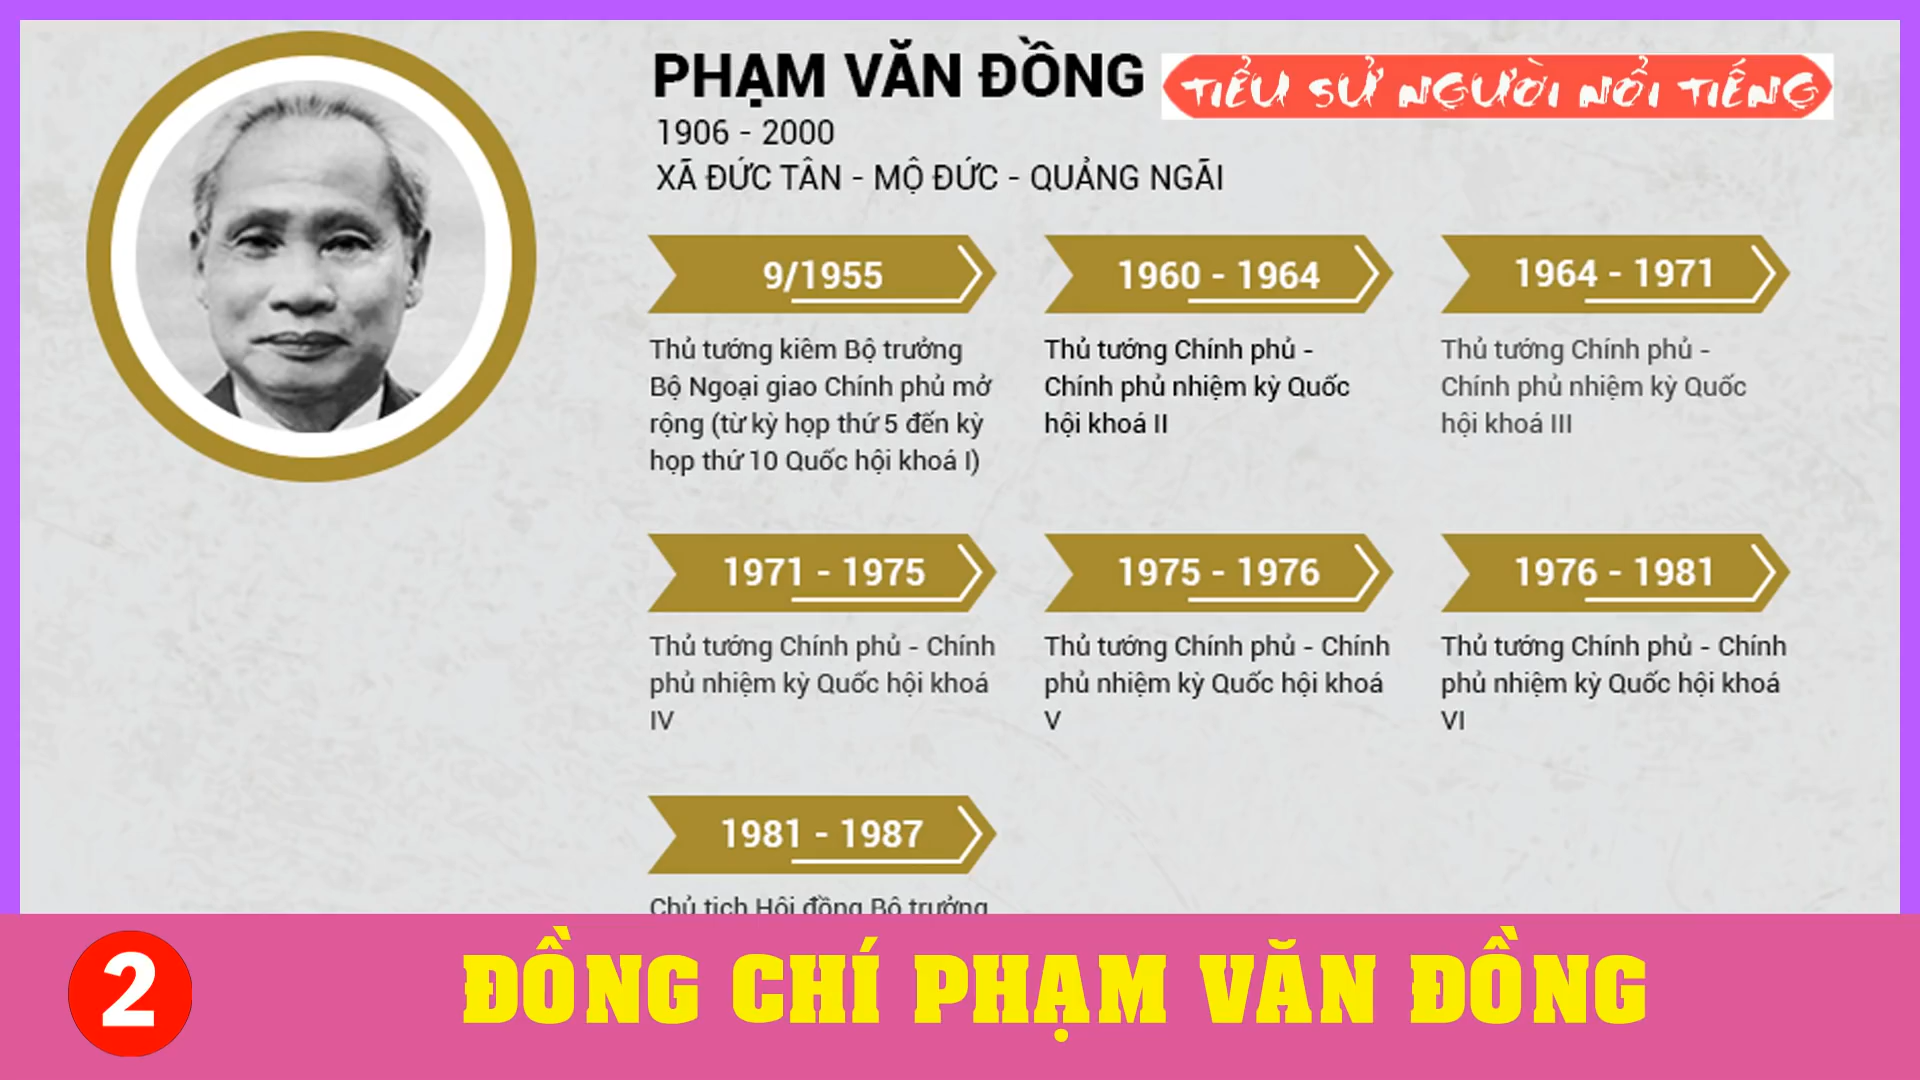 PHẠM VĂN ĐỒNG
TIỂU SỬ NGƯỜI NỔI TIẾNG
1906 - 2000
XÃ ĐỨC TÂN - MỘ ĐỨC - QUẢNG NGÃI
9/1955
Thủ tướng kiêm Bộ trưởng
Bộ Ngoại giao Chính phủ mở
rộng (từ kỳ họp thứ 5 đến kỳ
họp thứ 10 Quốc hội khoá I)
1960 - 1964
Thủ tướng Chính phủ -
Chính phủ nhiệm kỳ Quốc
hội khoá II
1964 - 1971
Thủ tướng Chính phủ -
Chính phủ nhiệm kỳ Quốc
hội khoá III
1971 - 1975
Thủ tướng Chính phủ - Chính
phủ nhiệm kỳ Quốc hội khoá
IV
1975 - 1976
Thủ tướng Chính phủ - Chính
phủ nhiệm kỳ Quốc hội khoá
V
1976 - 1981
Thủ tướng Chính phủ - Chính
phủ nhiệm kỳ Quốc hội khoá
VI
1981 - 1987
Chủ tịch Hội đồng Bộ trưởng
2
ĐỒNG CHÍ PHẠM VĂN ĐỒNG